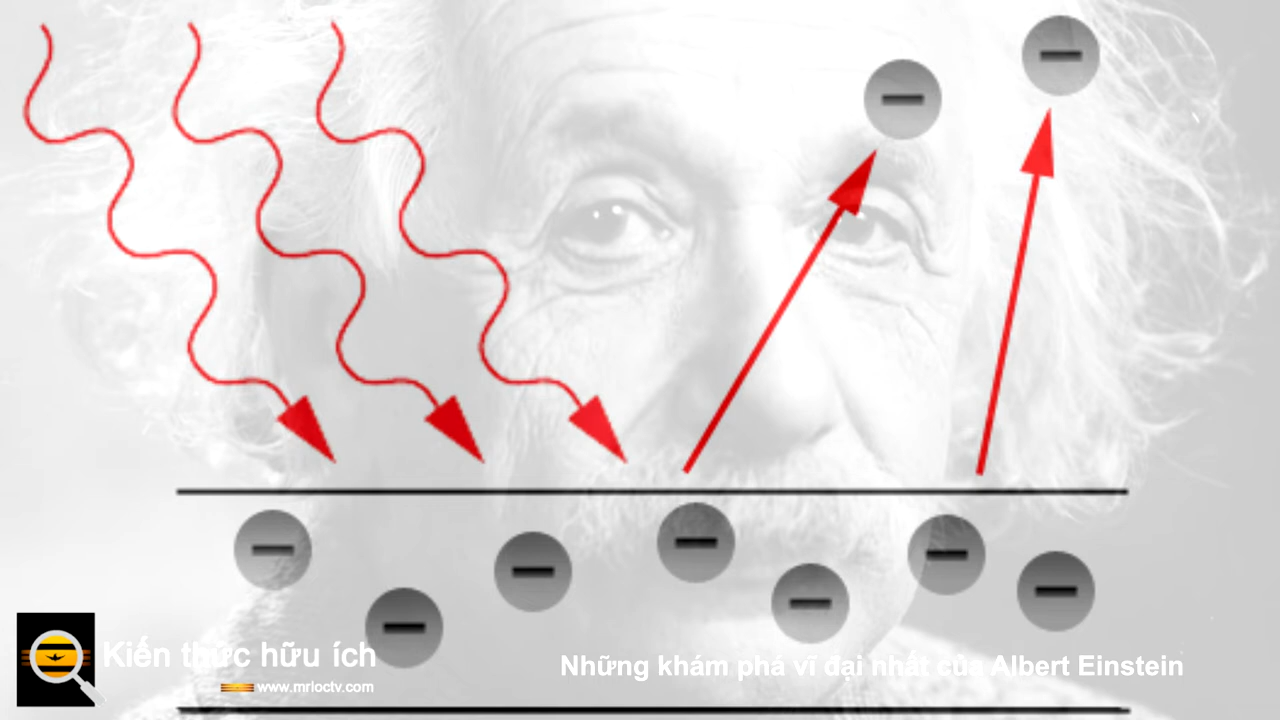 Kiến thức hữu ích
www.mrloctv.com
Những khám phá vĩ đại nhất của Albert Einstein